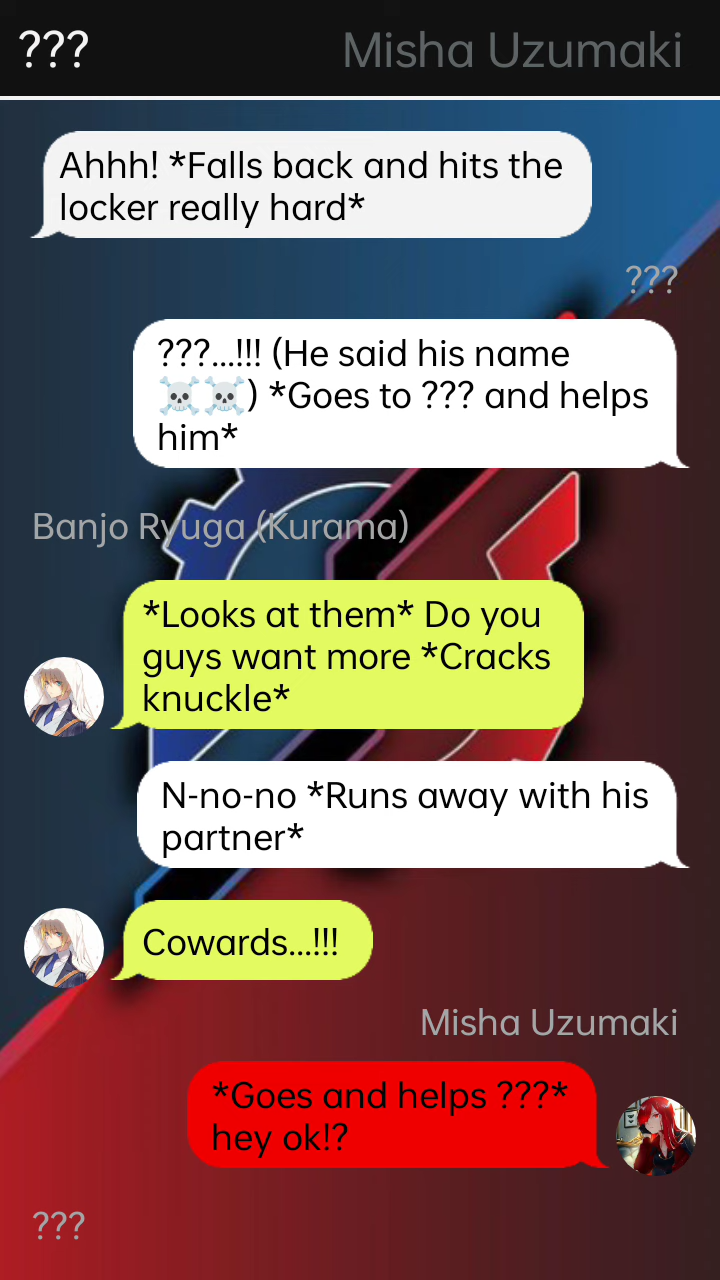 ??? Misha Uzumaki
Ahhh! *Falls back and hits the
locker really hard*
???
???...!!! (He said his name
☠️☠️) *Goes to ??? and helps
him*
Banjo Ryuga (Kurama)
*Looks at them* Do you
guys want more *Cracks
knuckle*
N-no-no *Runs away with his
partner*
Cowards...!!!
Misha Uzumaki
*Goes and helps ???*
hey ok!?
???